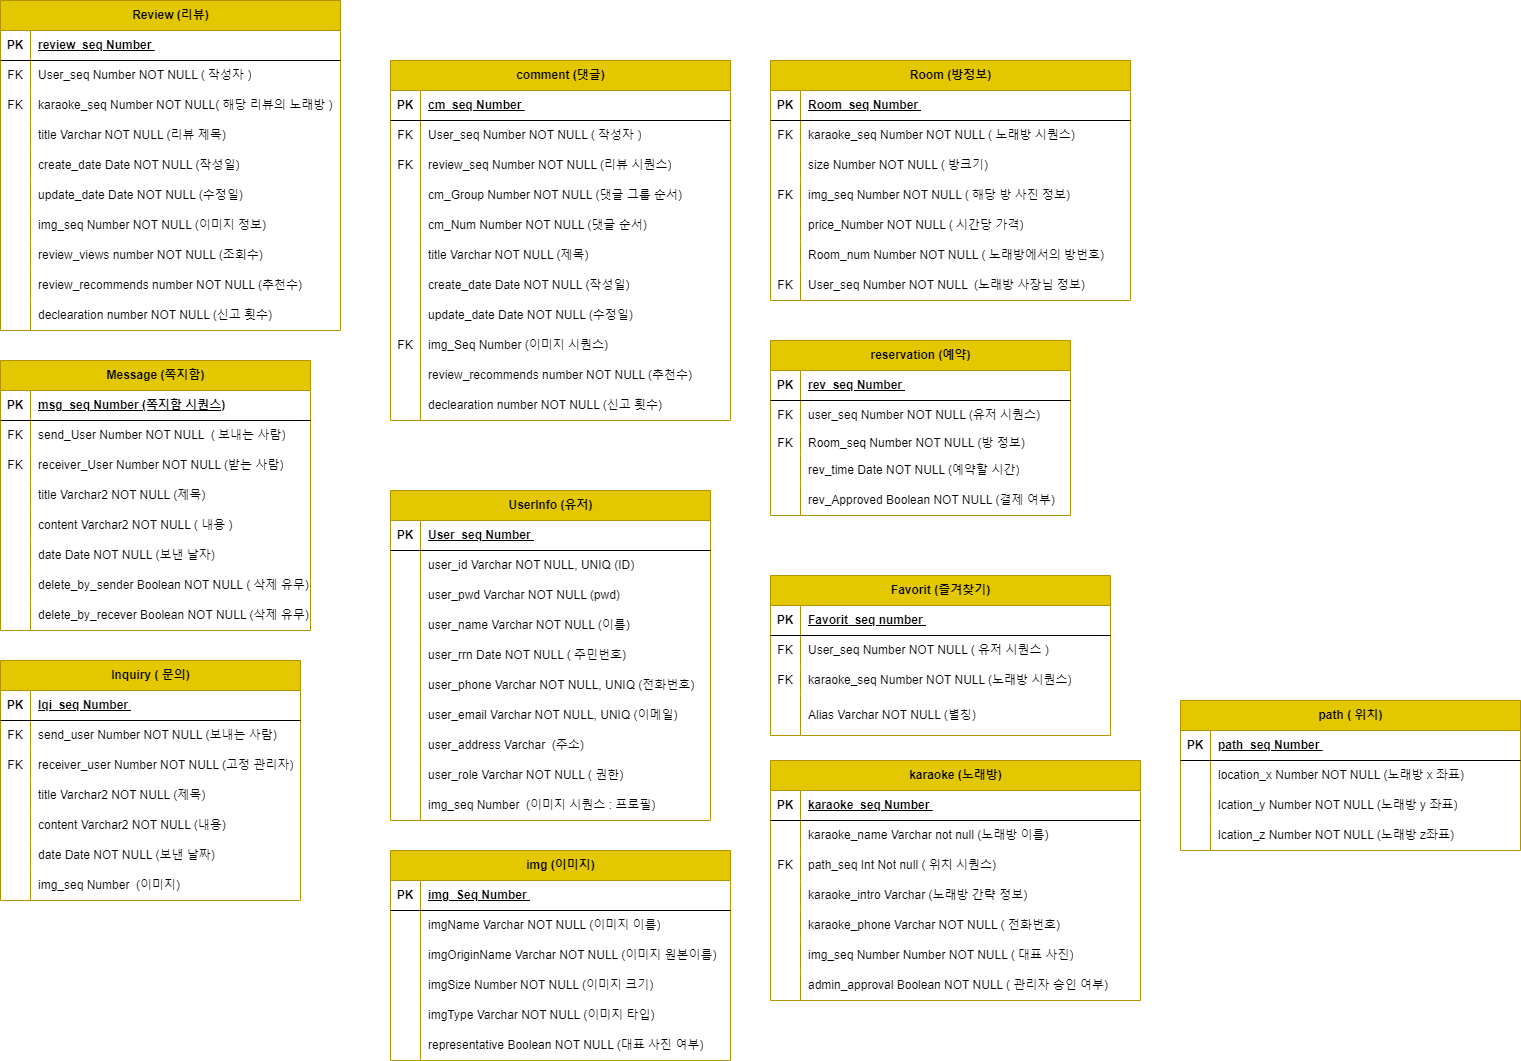 Review (리뷰)
PK review_seq Number
FK User_seq Number NOT NULL ( 작성자 )
FK karaoke_seq Number NOT NULL( 해당 리뷰의 노래방 )
title Varchar NOT NULL (리뷰 제목)
create_date Date NOT NULL (작성일)
update_date Date NOT NULL (수정일)
img_seq Number NOT NULL (이미지 정보)
review_views number NOT NULL (조회수)
review_recommends number NOT NULL (추천수)
declearation number NOT NULL (신고 횟수)
Message (쪽지함)
PK msg_seq Number (쪽지함 시퀀스)
FK send_User Number NOT NULL ( 보내는 사람)
FK receiver_User Number NOT NULL (받는 사람)
title Varchar2 NOT NULL (제목)
content Varchar2 NOT NULL ( 내용 )
date Date NOT NULL (보낸 날자)
delete_by_sender Boolean NOT NULL ( 삭제 유무)
delete_by_recever Boolean NOT NULL (삭제 유무)
Inquiry ( 문의)
PK Iqi_seq Number
FK send_user Number NOT NULL (보내는 사람)
FK receiver_user Number NOT NULL (고정 관리자)
title Varchar2 NOT NULL (제목)
content Varchar2 NOT NULL (내용)
date Date NOT NULL (보낸 날짜)
img_seq Number (이미지)
comment (댓글)
PK cm_seq Number
FK User_seq Number NOT NULL ( 작성자 )
FK review_seq Number NOT NULL (리뷰 시퀀스)
cm_Group Number NOT NULL (댓글 그룹 순서)
cm_Num Number NOT NULL (댓글 순서)
title Varchar NOT NULL (제목)
create_date Date NOT NULL (작성일)
update_date Date NOT NULL (수정일)
FK img_Seq Number (이미지 시퀀스)
review_recommends number NOT NULL (추천수)
declearation number NOT NULL (신고 횟수)
UserInfo (유저)
PK User_seq Number
user_id Varchar NOT NULL, UNIQ (ID)
user_pwd Varchar NOT NULL (pwd)
user_name Varchar NOT NULL (이름)
user_rrn Date NOT NULL ( 주민번호)
user_phone Varchar NOT NULL, UNIQ (전화번호)
user_email Varchar NOT NULL, UNIQ (이메일)
user_address Varchar (주소)
user_role Varchar NOT NULL ( 권한)
img_seq Number (이미지 시퀀스 : 프로필)
img (이미지)
PK img_Seq Number
imgName Varchar NOT NULL (이미지 이름)
imgOriginName Varchar NOT NULL (이미지 원본이름)
imgSize Number NOT NULL (이미지 크기)
imgType Varchar NOT NULL (이미지 타입)
representative Boolean NOT NULL (대표 사진 여부)
Room (방정보)
PK Room_seq Number
FK karaoke_seq Number NOT NULL ( 노래방 시퀀스)
size Number NOT NULL ( 방크기)
FK img_seq Number NOT NULL ( 해당 방 사진 정보)
price_Number NOT NULL ( 시간당 가격)
Room_num Number NOT NULL ( 노래방에서의 방번호)
FK User_seq Number NOT NULL (노래방 사장님 정보)
reservation (예약)
PK rev_seq Number
FK user_seq Number NOT NULL (유저 시퀀스)
FK Room_seq Number NOT NULL (방 정보)
rev_time Date NOT NULL (예약할 시간)
rev_Approved Boolean NOT NULL (결제 여부)
Favorit (즐겨찾기)
PK Favorit_seq number
FK User_seq Number NOT NULL ( 유저 시퀀스 )
FK karaoke_seq Number NOT NULL (노래방 시퀀스)
Alias Varchar NOT NULL (별칭)
karaoke (노래방)
PK karaoke_seq Number
karaoke_name Varchar not null (노래방 이름)
FK path_seq Int Not null ( 위치 시퀀스)
karaoke_intro Varchar (노래방 간략 정보)
karaoke_phone Varchar NOT NULL ( 전화번호)
img_seq Number Number NOT NULL ( 대표 사진)
admin_approval Boolean NOT NULL ( 관리자 승인 여부)
path ( 위치)
PK path_seq Number
location_x Number NOT NULL (노래방 x 좌표)
lcation_y Number NOT NULL (노래방 y 좌표)
lcation_z Number NOT NULL (노래방 z좌표)